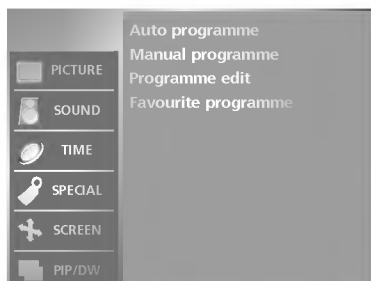 Auto programme
Manual programme
Programme edit
Favourite programme
PICTURE
SOUND
TIME
SPECIAL
SCREEN
PIP/DW